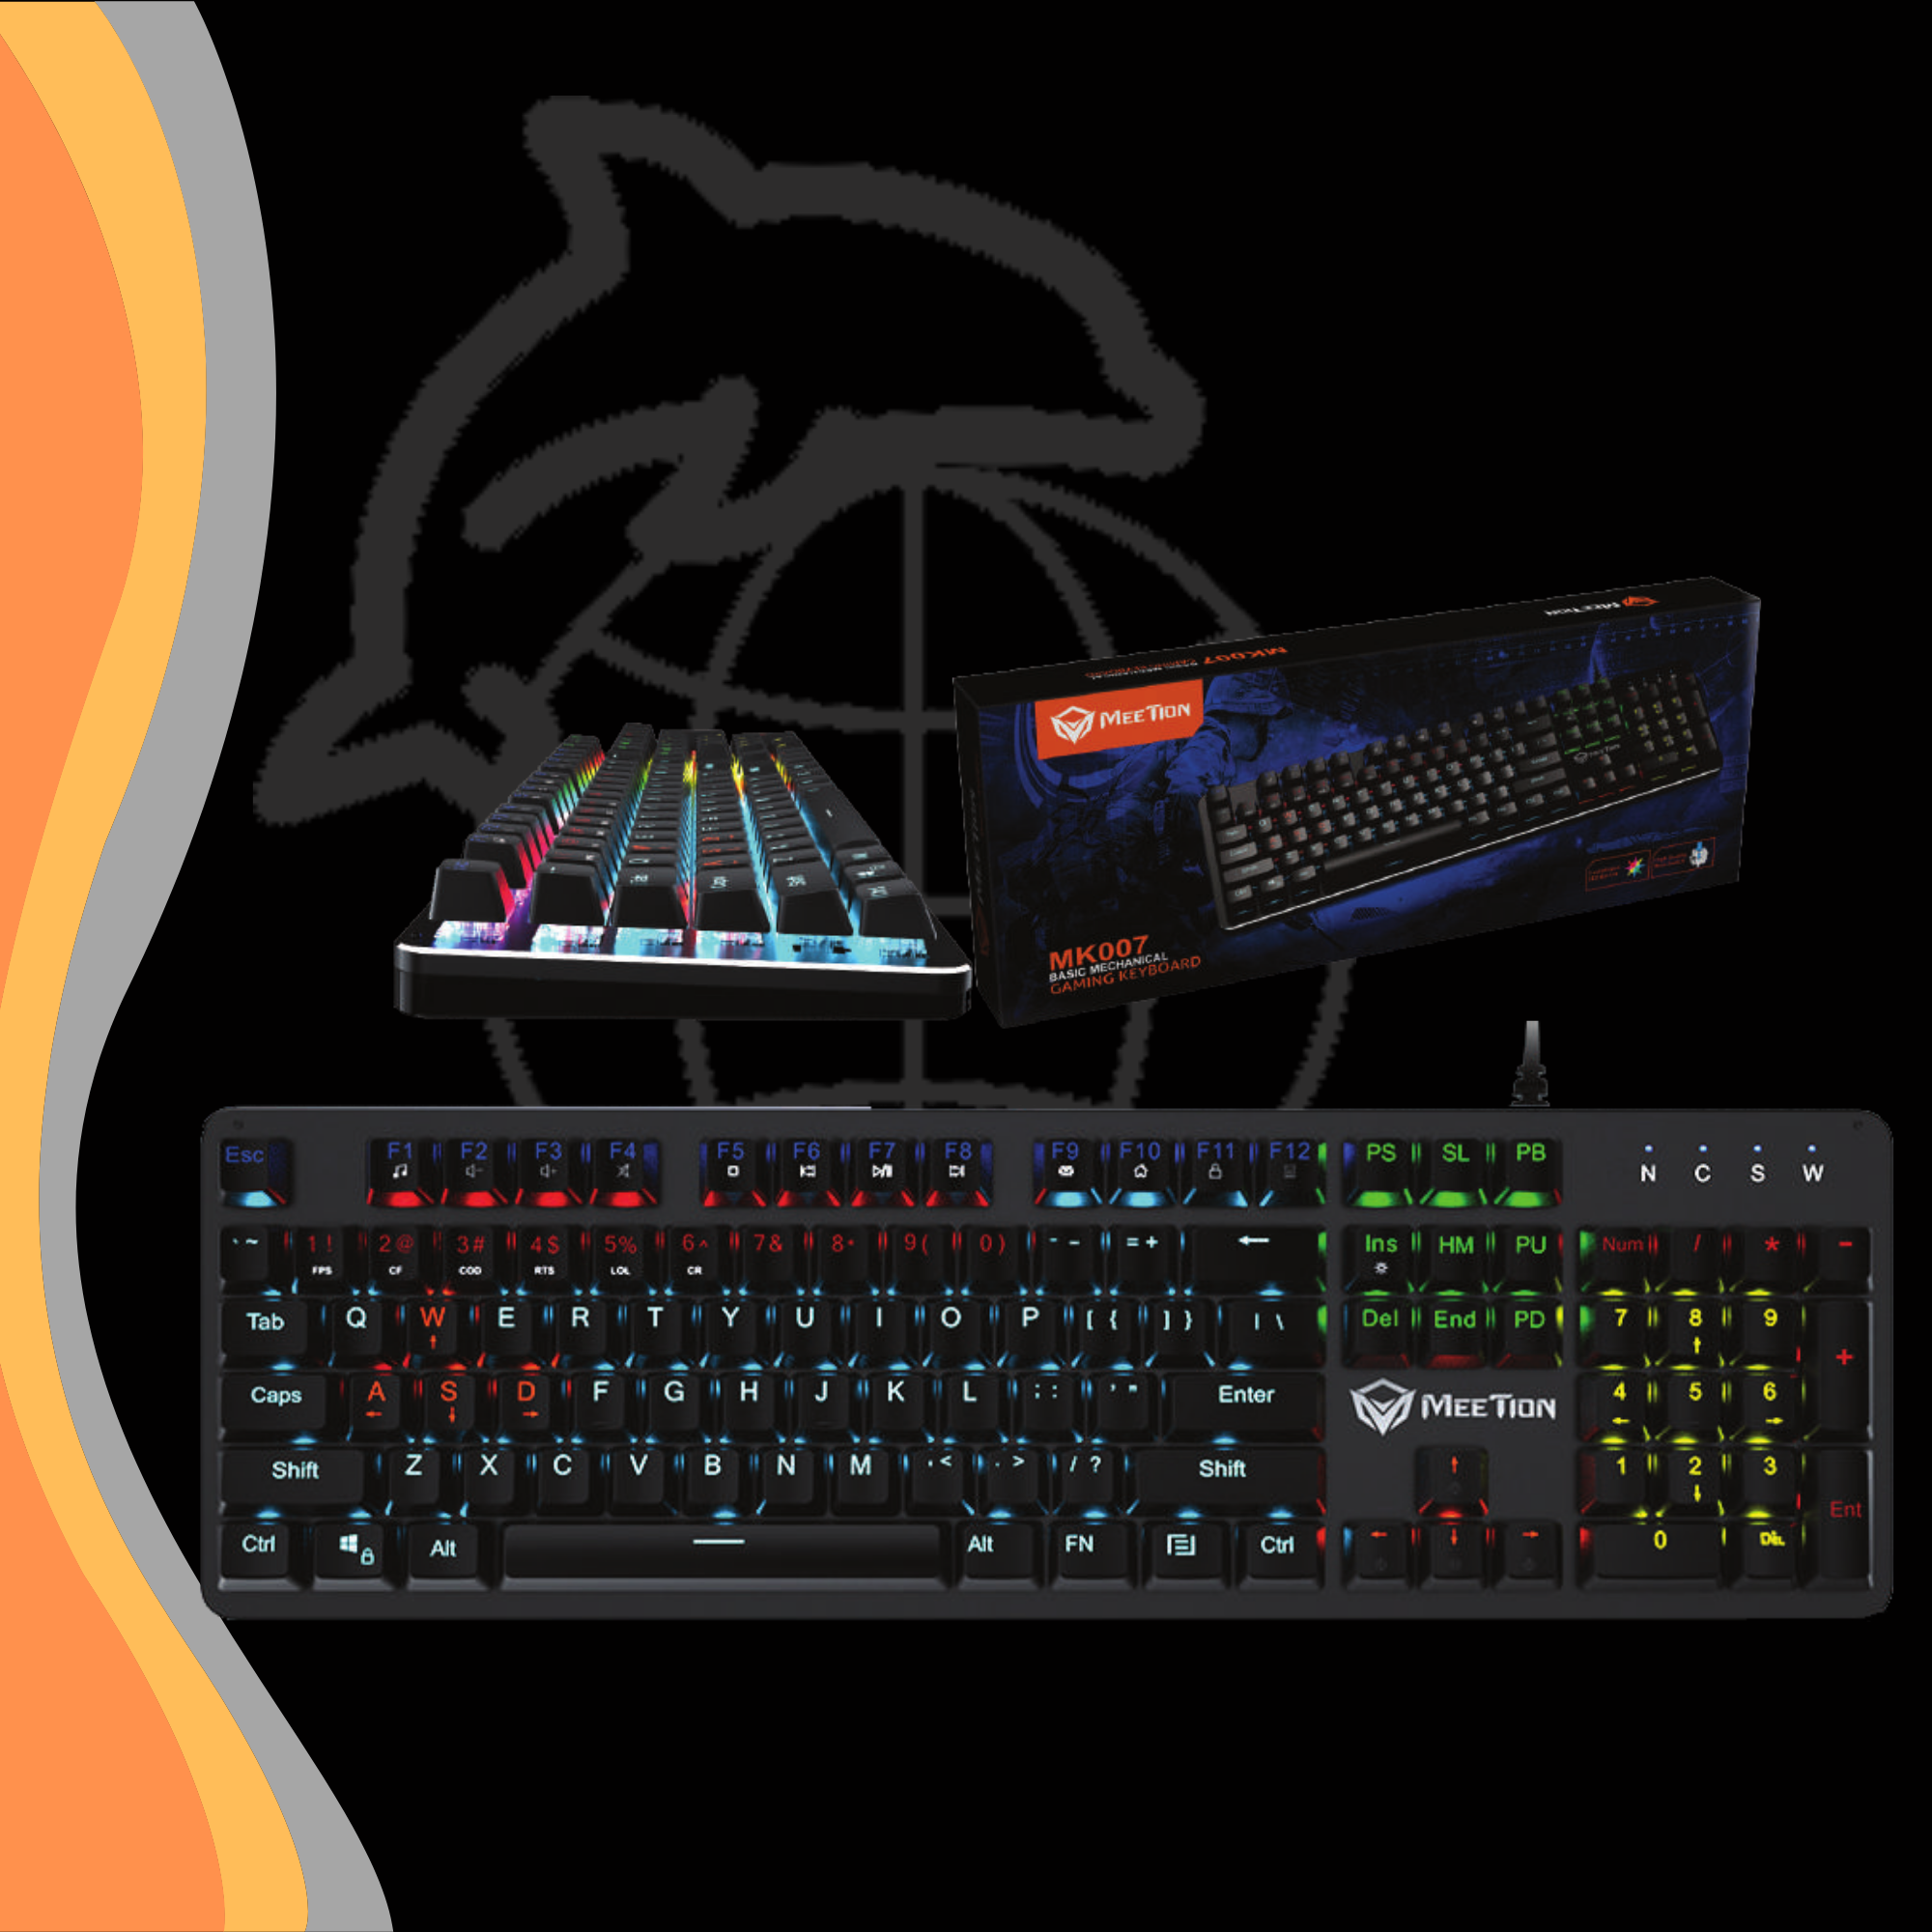 MEETION
MK007
MEETION
MK007
BASIC MECHANICAL
GAMING KEYBOARD
Esc F1 F2 F3 F4 F5 F6 F7 F8 F9 F10 F11 F12 PS SL PB
N C S W
` ~ 1 ! 2 @ 3 # 4 $ 5 % 6 ^ 7 & 8 * 9 ( 0 ) - = + Ins HM PU Num / * -
FPS CF COD RTS LOL CR
Tab Q W E R T Y U I O P [ { ] } | \ Del End PD 7 8 9 +
Caps A S D F G H J K L ' " Enter MEETION 4 5 6
Shift Z X C V B N M < . > / ? Shift 1 2 3 Ent
Ctrl Alt Alt FN Ctrl 0 DEL